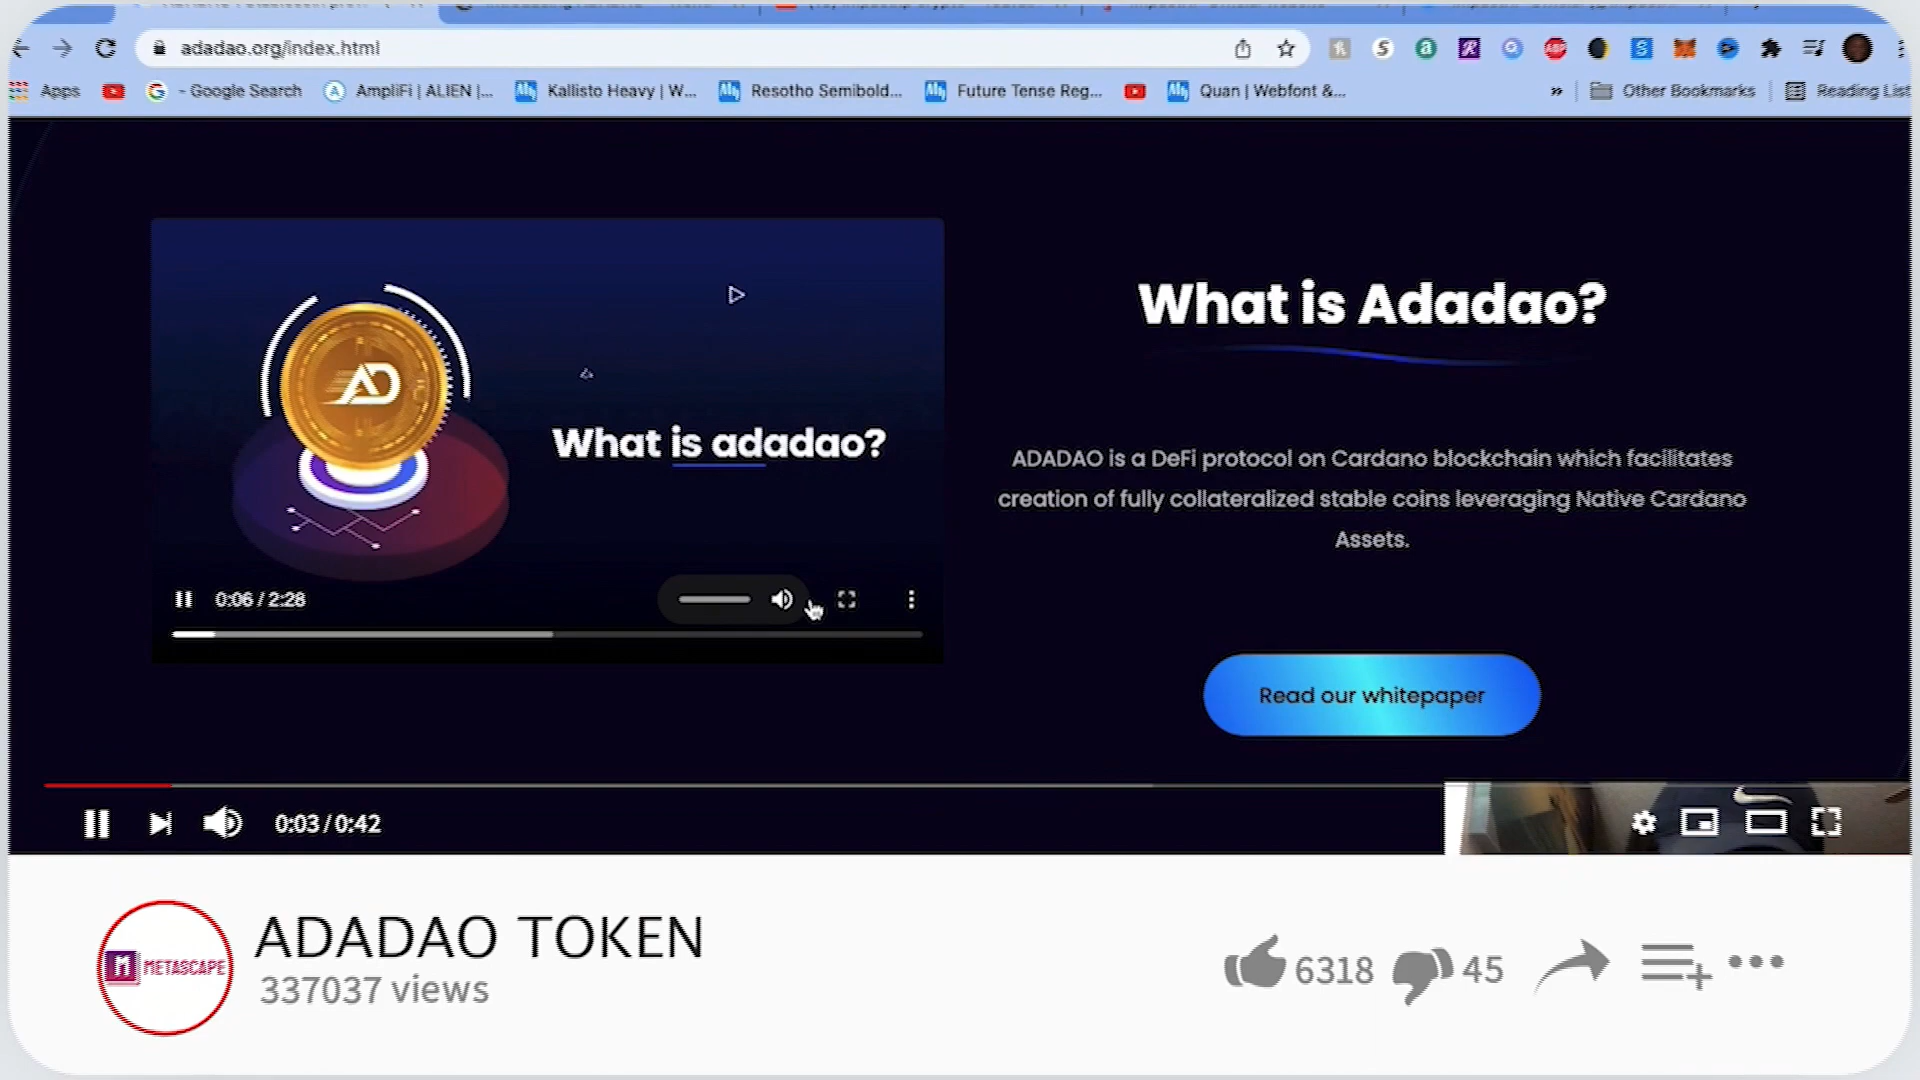 adadao.org/index.html
Apps
- Google Search
AmpliFi | ALIEN |...
Kallisto Heavy | W...
Resotho Semibold...
Future Tense Reg...
Quan | Webfont &...
»
Other Bookmarks
Reading List
AD
What is adadao?
0:06 / 2:28
What is Adadao?
ADADAO is a DeFi protocol on Cardano blockchain which facilitates
creation of fully collateralized stable coins leveraging Native Cardano
Assets.
Read our whitepaper
0:03 / 0:42
M METASCAPE
ADADAO TOKEN
337037 views
6318
45